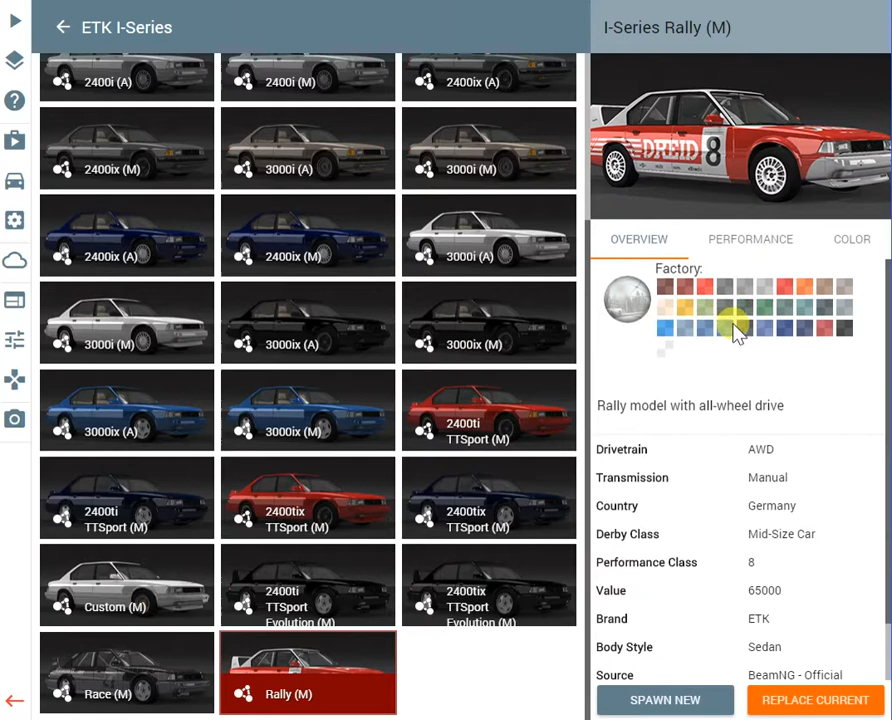 ETK I-Series
I-Series Rally (M)
2400i (A)
2400i (M)
2400ix (A)
2400ix (M)
3000i (A)
3000i (M)
2400ix (A)
2400ix (M)
3000i (A)
3000i (M)
3000ix (A)
3000ix (M)
3000ix (A)
3000ix (M)
2400ti
TTSport (M)
2400ti
TTSport (M)
2400tix
TTSport (M)
2400tix
TTSport (M)
Custom (M)
2400ti
TTSport
Evolution (M)
2400tix
TTSport
Evolution (M)
Race (M)
Rally (M)
DREID 8
OVERVIEW
PERFORMANCE
COLOR
Factory:
Rally model with all-wheel drive
Drivetrain AWD
Transmission Manual
Country Germany
Derby Class Mid-Size Car
Performance Class 8
Value 65000
Brand ETK
Body Style Sedan
Source BeamNG - Official
SPAWN NEW
REPLACE CURRENT